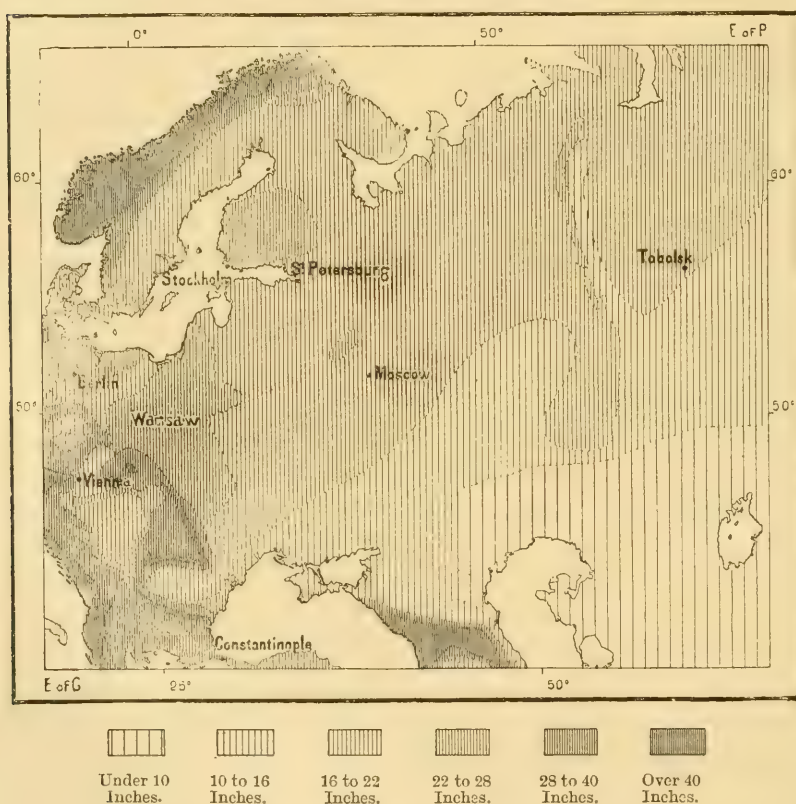 0° 50° E of P
60° 60°
Tobolsk
St Petersburg
Stockholm
Moscow
Berlin
50° 50°
Warsaw
Vienna
Constantinople
E of G 25° 50°
Under 10 Inches.
10 to 16 Inches.
16 to 22 Inches.
22 to 28 Inches.
28 to 40 Inches.
Over 40 Inches.